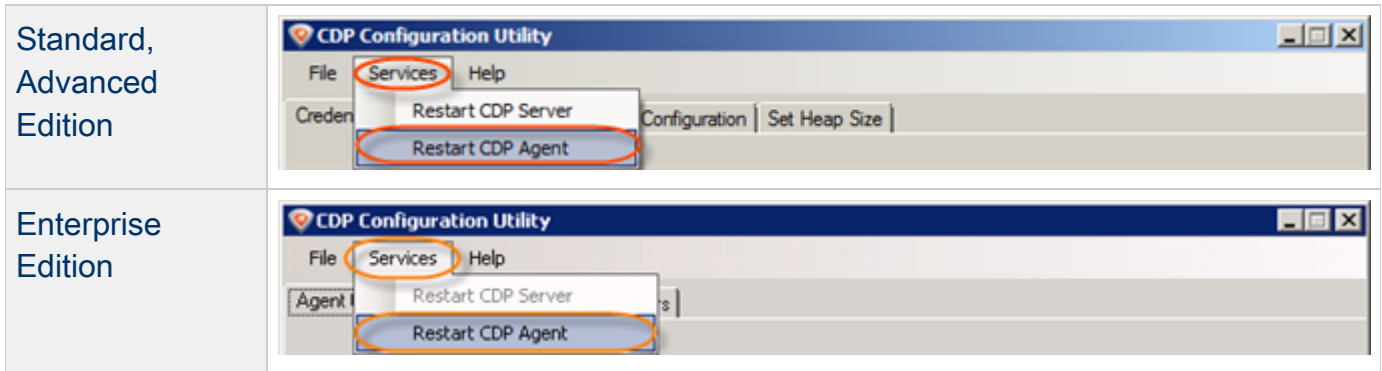 Standard,
Advanced
Edition
CDP Configuration Utility
File Services Help
Restart CDP Server
Configuration Set Heap Size
Restart CDP Agent
Enterprise
Edition
CDP Configuration Utility
File Services Help
Agent
Restart CDP Server
Restart CDP Agent